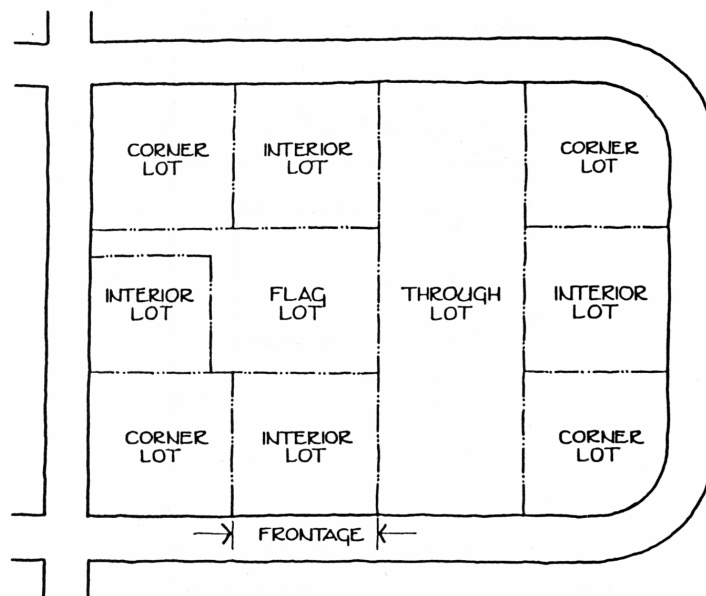 CORNER
LOT
INTERIOR
LOT
CORNER
LOT
INTERIOR
LOT
FLAG
LOT
THROUGH
LOT
INTERIOR
LOT
CORNER
LOT
INTERIOR
LOT
CORNER
LOT
FRONTAGE